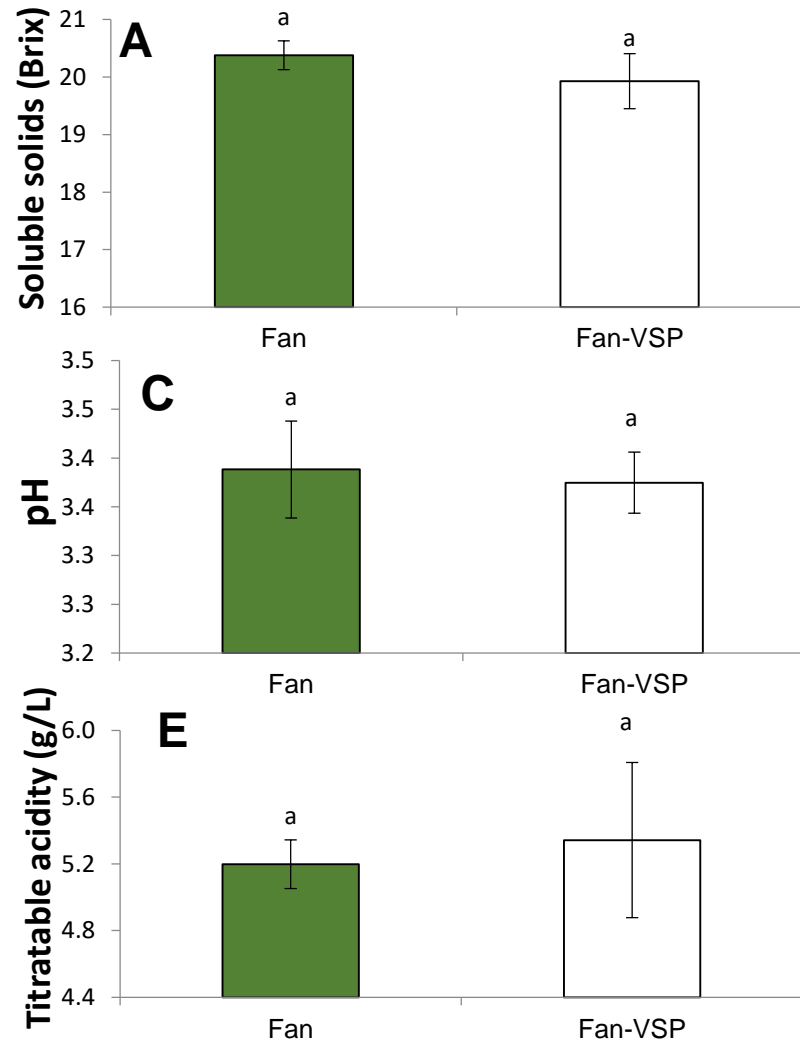 A
Soluble solids (Brix)
21
20
19
18
17
16
a
a
Fan
Fan-VSP
C
pH
3.5
3.5
3.4
3.4
3.3
3.3
3.2
a
a
Fan
Fan-VSP
E
Titratable acidity (g/L)
6.0
5.6
5.2
4.8
4.4
a
a
Fan
Fan-VSP